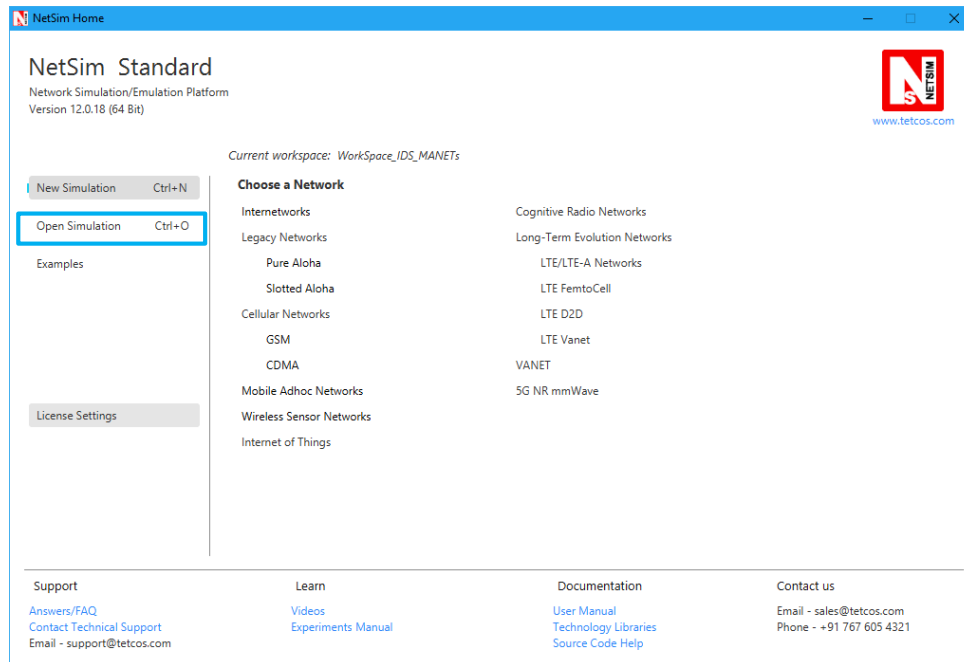 NetSim Home
NetSim Standard
Network Simulation/Emulation Platform
Version 12.0.18 (64 Bit)
NETSIM
www.tetcos.com
Current workspace: WorkSpace_IDS_MANETs
New Simulation Ctrl+N
Open Simulation Ctrl+O
Examples
License Settings
Choose a Network
Internetworks
Legacy Networks
Pure Aloha
Slotted Aloha
Cellular Networks
GSM
CDMA
Mobile Adhoc Networks
Wireless Sensor Networks
Internet of Things
Cognitive Radio Networks
Long-Term Evolution Networks
LTE/LTE-A Networks
LTE FemtoCell
LTE D2D
LTE Vanet
VANET
5G NR mmWave
Support
Answers/FAQ
Contact Technical Support
Email - support@tetcos.com
Learn
Videos
Experiments Manual
Documentation
User Manual
Technology Libraries
Source Code Help
Contact us
Email - sales@tetcos.com
Phone - +91 767 605 4321